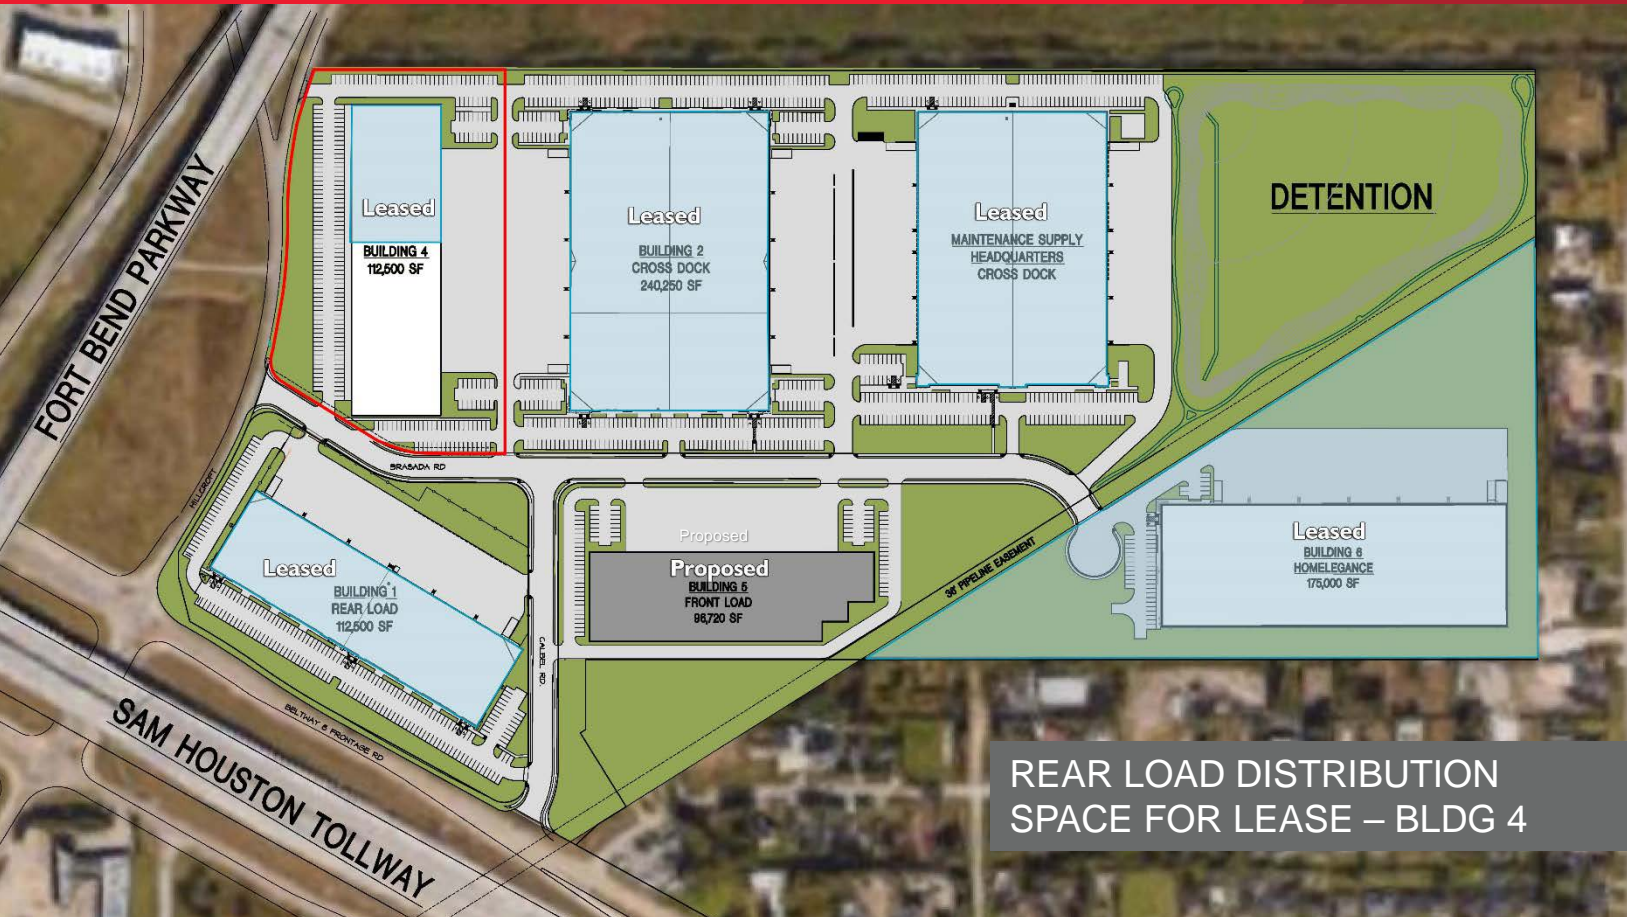 FORT BEND PARKWAY
Leased
BUILDING 4
112,500 SF
Leased
BUILDING 2
CROSS DOCK
240,250 SF
Leased
MAINTENANCE SUPPLY
HEADQUARTERS
CROSS DOCK
DETENTION
BRASADA RD
HILLCROFT
Leased
BUILDING 1
REAR LOAD
112,500 SF
CALBEL RD.
Proposed
Proposed
BUILDING 5
FRONT LOAD
96,720 SF
36' PIPELINE EASEMENT
Leased
BUILDING 6
HOMELEGANCE
175,000 SF
BELTWAY 8 FRONTAGE RD
SAM HOUSTON TOLLWAY
REAR LOAD DISTRIBUTION
SPACE FOR LEASE – BLDG 4